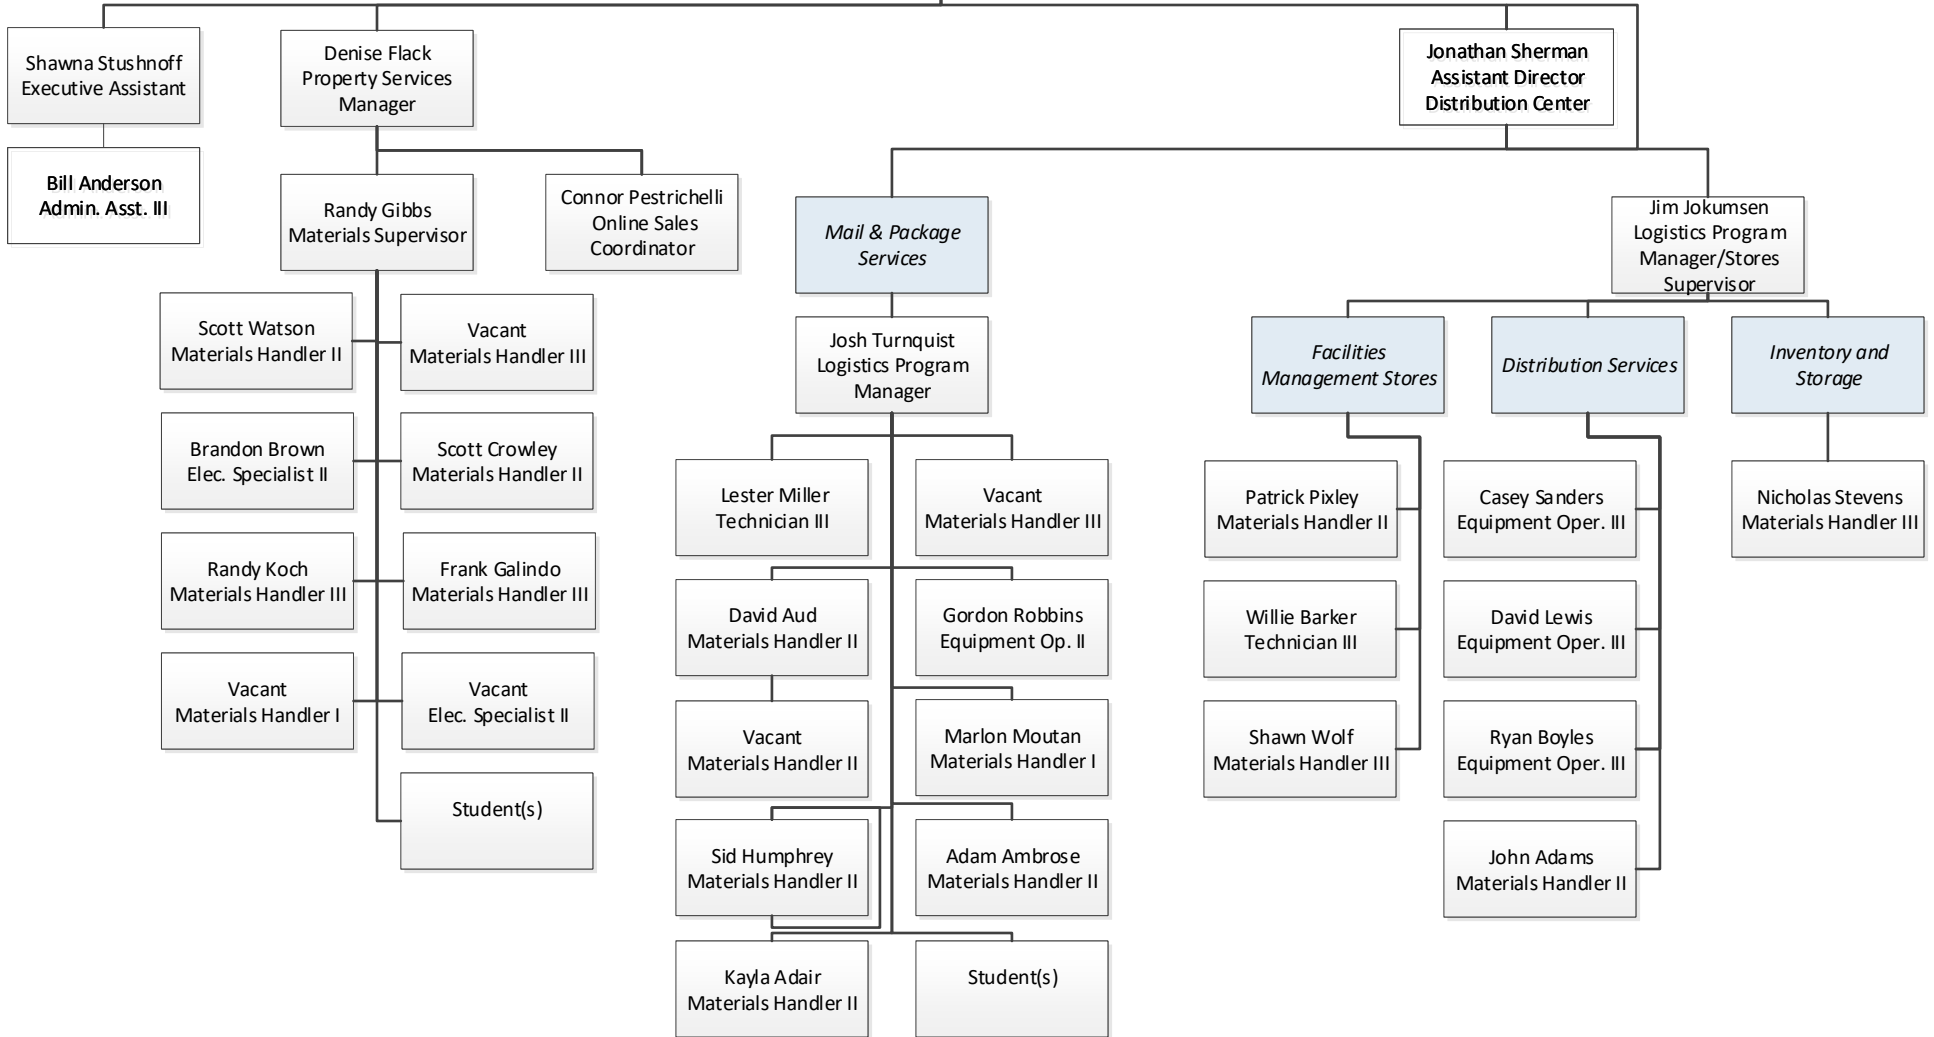 Shawna Stushnoff
Executive Assistant
Bill Anderson
Admin. Asst. III
Denise Flack
Property Services
Manager
Randy Gibbs
Materials Supervisor
Connor Pestrichelli
Online Sales
Coordinator
Scott Watson
Materials Handler II
Vacant
Materials Handler III
Brandon Brown
Elec. Specialist II
Scott Crowley
Materials Handler II
Randy Koch
Materials Handler III
Frank Galindo
Materials Handler III
Vacant
Materials Handler I
Vacant
Elec. Specialist II
Student(s)
Jonathan Sherman
Assistant Director
Distribution Center
Mail & Package
Services
Josh Turnquist
Logistics Program
Manager
Lester Miller
Technician III
Vacant
Materials Handler III
David Aud
Materials Handler II
Gordon Robbins
Equipment Op. II
Vacant
Materials Handler II
Marlon Moutan
Materials Handler I
Sid Humphrey
Materials Handler II
Adam Ambrose
Materials Handler II
Kayla Adair
Materials Handler II
Student(s)
Jim Jokumsen
Logistics Program
Manager/Stores
Supervisor
Facilities
Management Stores
Patrick Pixley
Materials Handler II
Willie Barker
Technician III
Shawn Wolf
Materials Handler III
Distribution Services
Casey Sanders
Equipment Oper. III
David Lewis
Equipment Oper. III
Ryan Boyles
Equipment Oper. III
John Adams
Materials Handler II
Inventory and
Storage
Nicholas Stevens
Materials Handler III